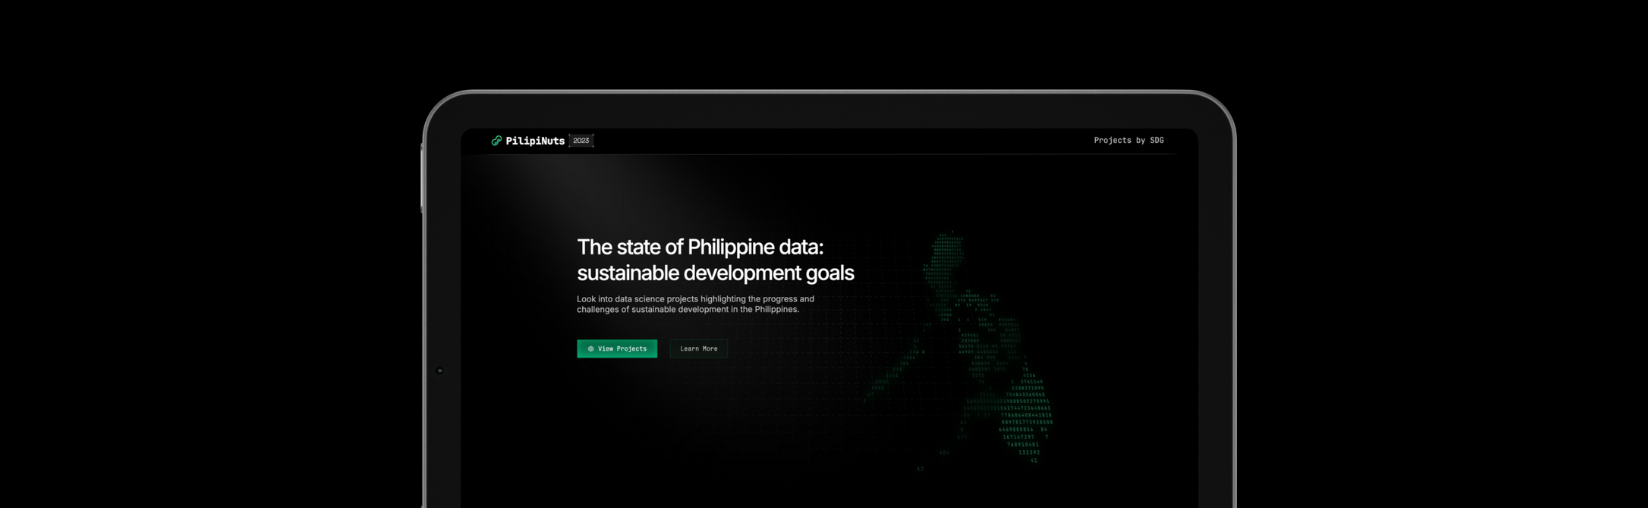 PilipiNuts 2023
Projects by SDG
The state of Philippine data:
sustainable development goals
Look into data science projects highlighting the progress and
challenges of sustainable development in the Philippines.
View Projects
Learn More